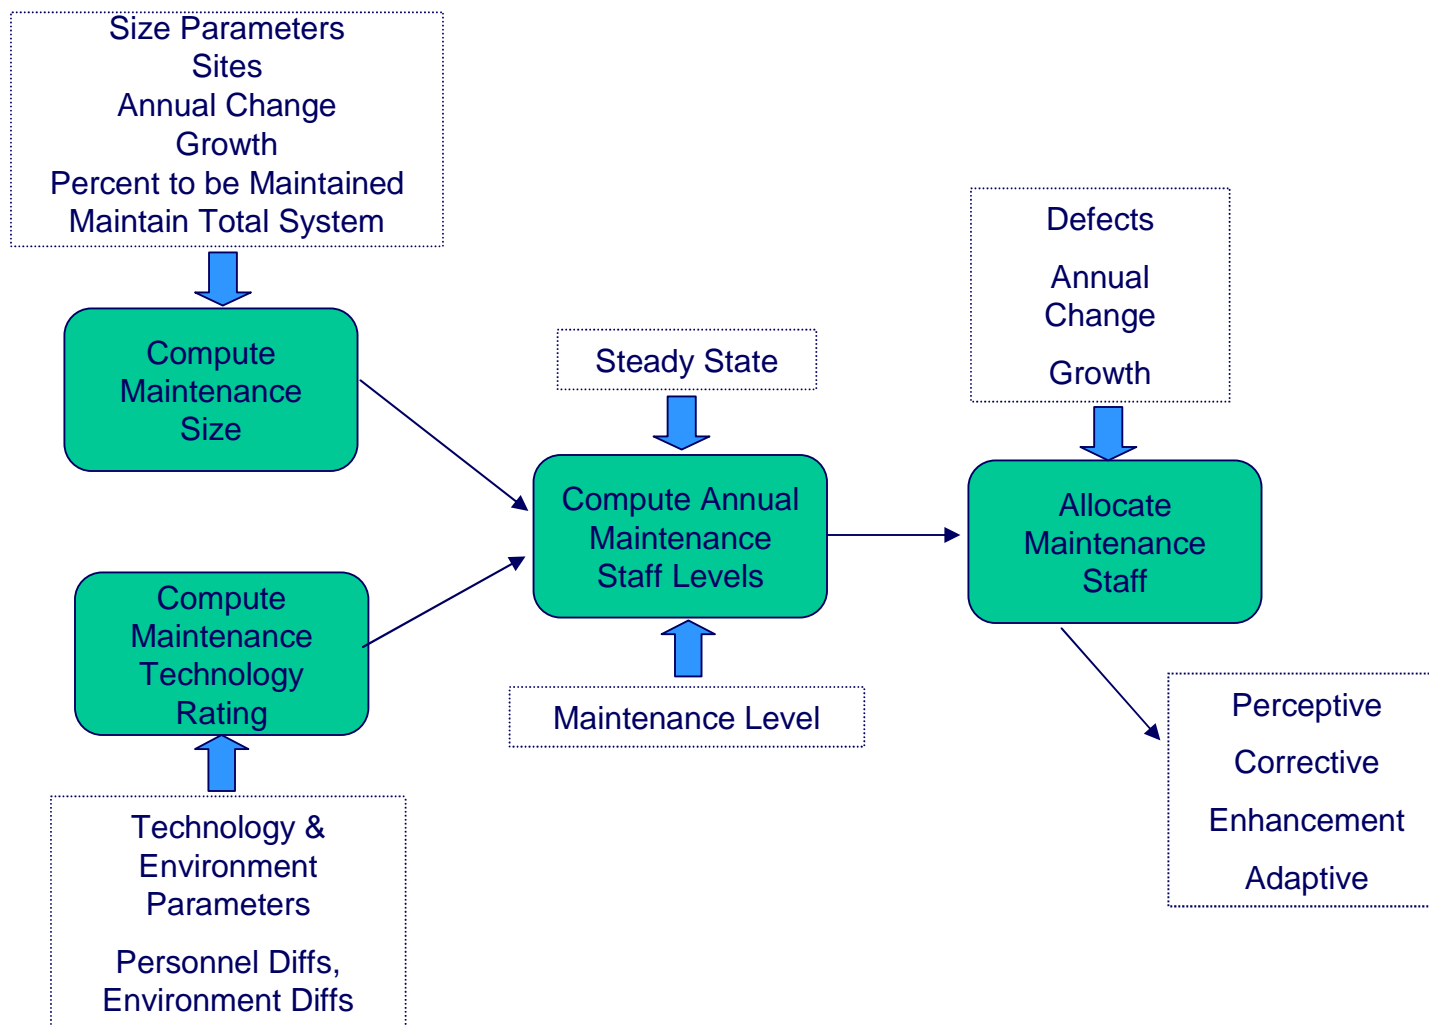 Size Parameters
Sites
Annual Change
Growth
Percent to be Maintained
Maintain Total System
Compute
Maintenance
Size
Compute
Maintenance
Technology
Rating
Technology &
Environment
Parameters
Personnel Diffs,
Environment Diffs
Steady State
Compute Annual
Maintenance
Staff Levels
Maintenance Level
Defects
Annual
Change
Growth
Allocate
Maintenance
Staff
Perceptive
Corrective
Enhancement
Adaptive